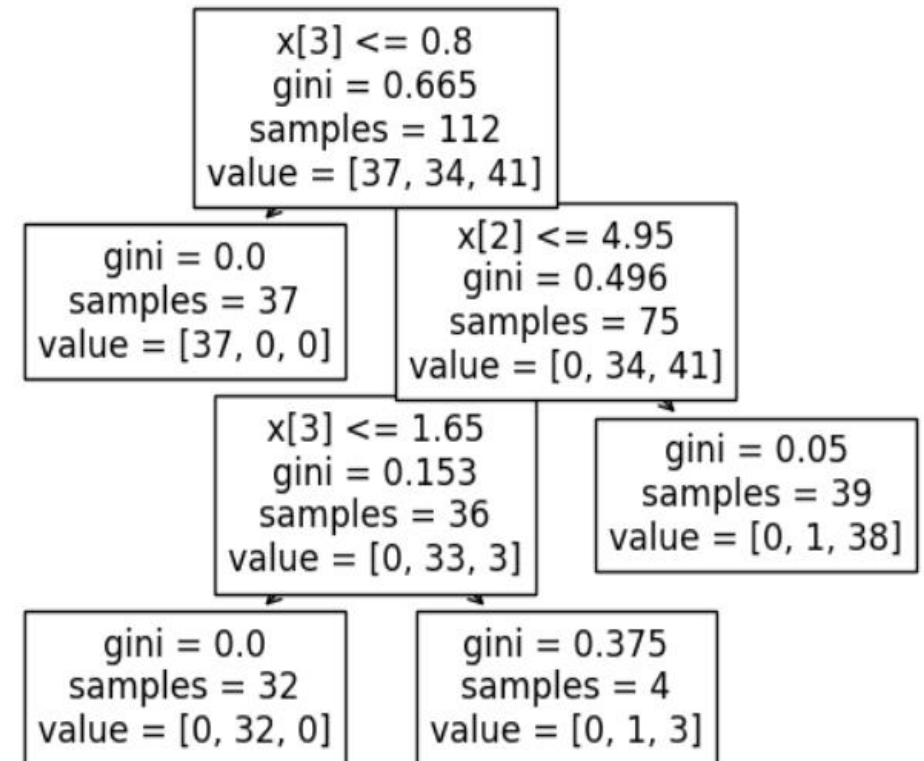 x[3] <= 0.8
gini = 0.665
samples = 112
value = [37, 34, 41]
gini = 0.0
samples = 37
value = [37, 0, 0]
x[2] <= 4.95
gini = 0.496
samples = 75
value = [0, 34, 41]
x[3] <= 1.65
gini = 0.153
samples = 36
value = [0, 33, 3]
gini = 0.05
samples = 39
value = [0, 1, 38]
gini = 0.0
samples = 32
value = [0, 32, 0]
gini = 0.375
samples = 4
value = [0, 1, 3]